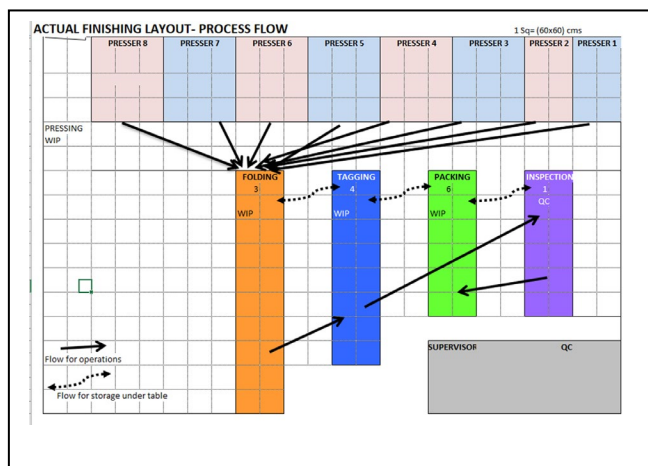 ACTUAL FINISHING LAYOUT- PROCESS FLOW
1 Sq= (60x60) cms
PRESSER 8 PRESSER 7 PRESSER 6 PRESSER 5 PRESSER 4 PRESSER 3 PRESSER 2 PRESSER 1
PRESSING
WIP
FOLDING TAGGING PACKING INSPECTION
3 4 6 1
QC
WIP WIP WIP
SUPERVISOR QC
Flow for operations
Flow for storage under table